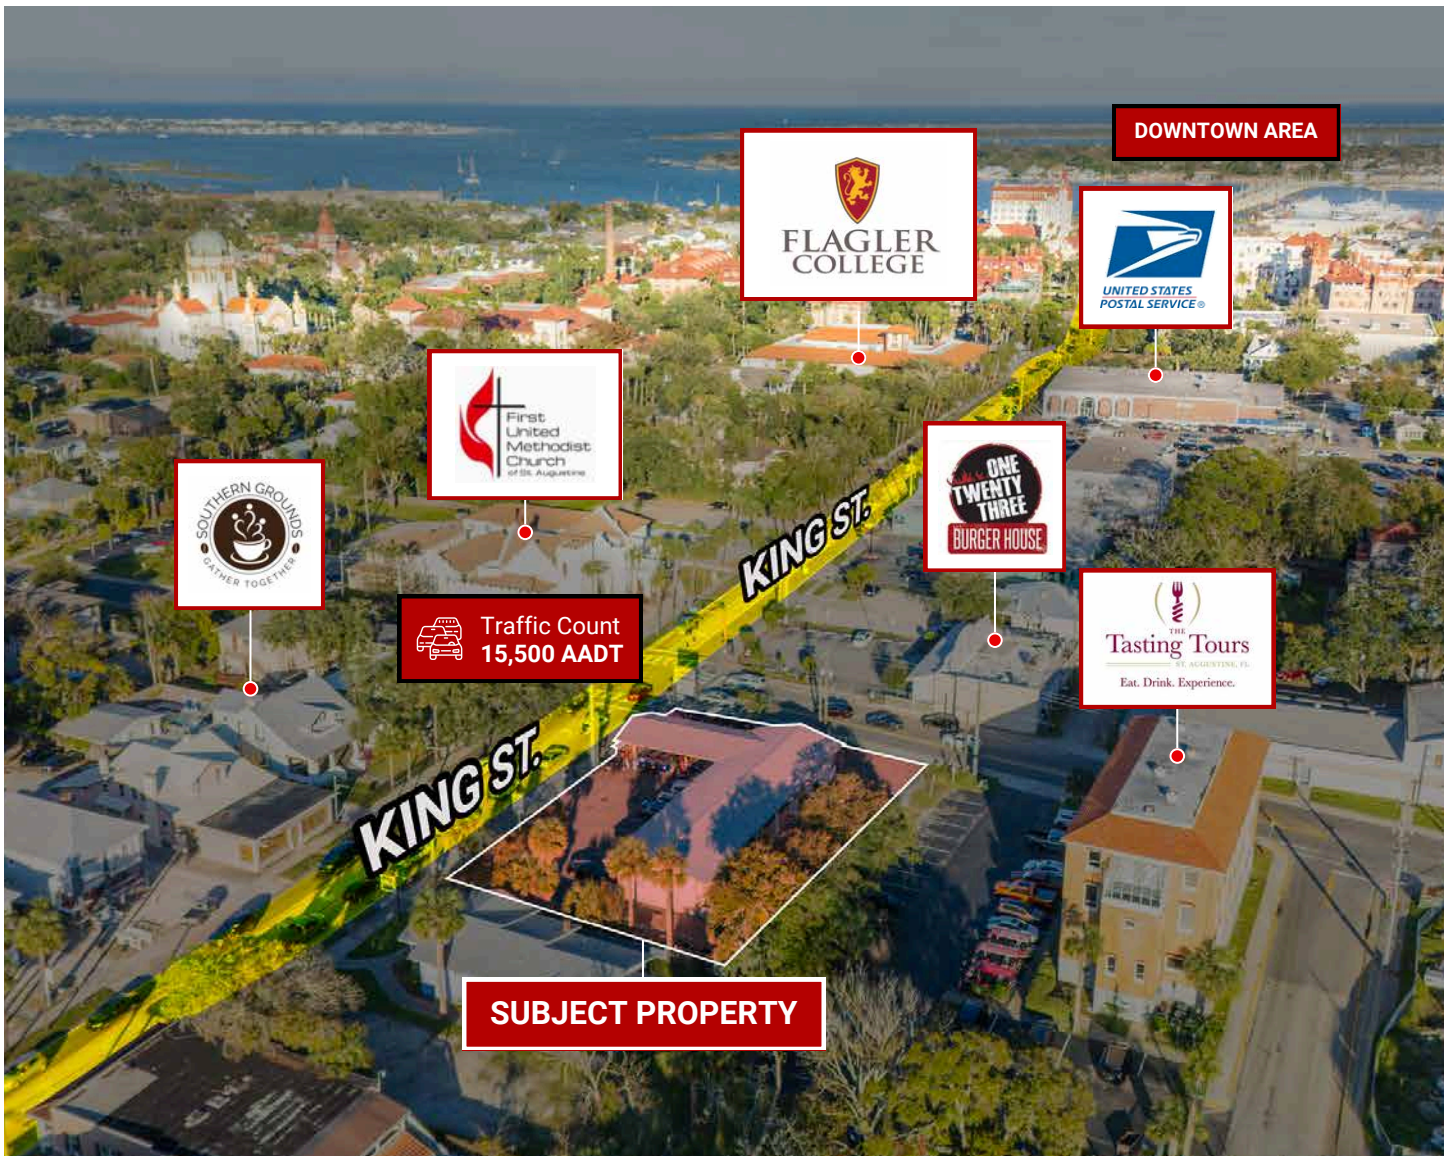 DOWNTOWN AREA
FLAGLER
COLLEGE
UNITED STATES
POSTAL SERVICE®
First
United
Methodist
Church
of St. Augustine
ONE
TWENTY
THREE
BURGER HOUSE
SOUTHERN GROUNDS
GATHER TOGETHER
KING ST.
THE
Tasting Tours
ST. AUGUSTINE, FL
Eat. Drink. Experience.
Traffic Count
15,500 AADT
KING ST.
SUBJECT PROPERTY